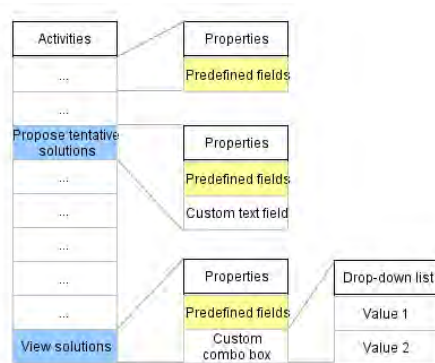 Activities
...
...
Propose tentative
solutions
...
...
...
...
...
View solutions
Properties
Predefined fields
Properties
Predefined fields
Custom text field
Properties
Predefined fields
Custom
combo box
Drop-down list
Value 1
Value 2